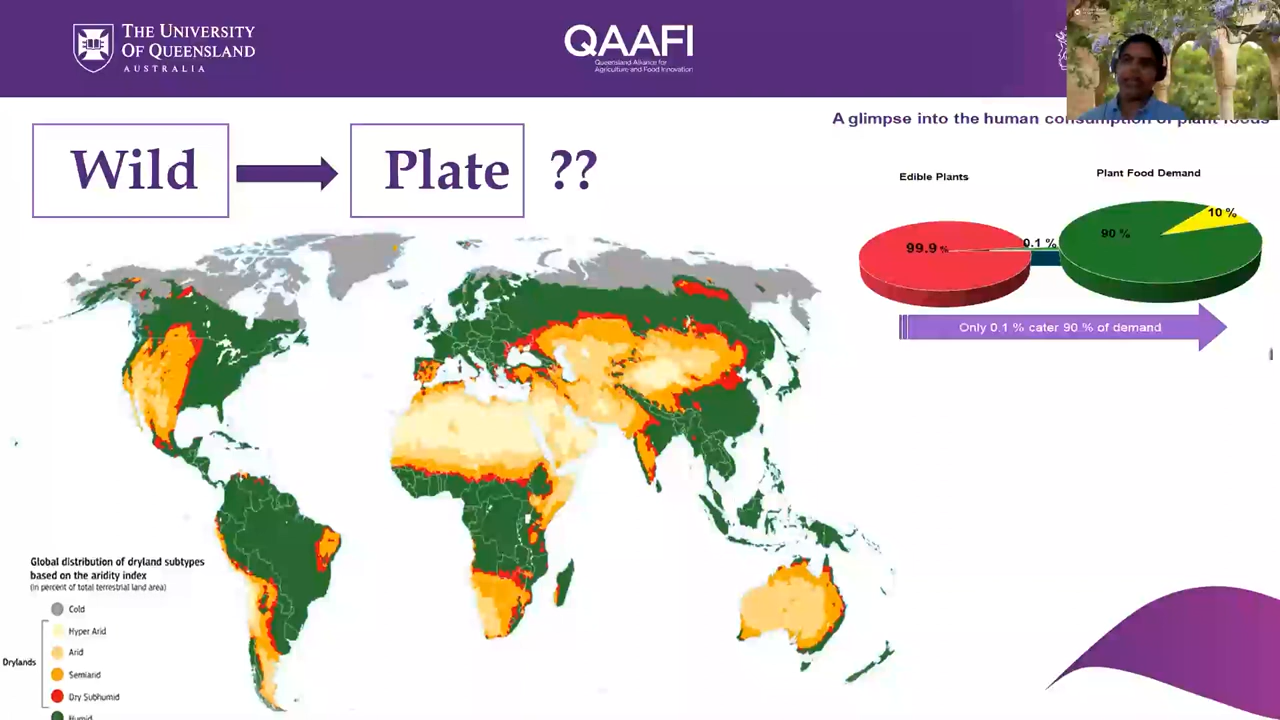 THE UNIVERSITY
OF QUEENSLAND
AUSTRALIA
QAAFI
Queensland Alliance for
Agriculture and Food Innovation
A glimpse into the human consumption of plant foods
Wild
Plate
??
Edible Plants
Plant Food Demand
99.9 %
0.1 %
90 %
10 %
Only 0.1 % cater 90 % of demand
Global distribution of dryland subtypes
based on the aridity index
(in percent of total terrestrial land area)
Cold
Drylands
Hyper Arid
Arid
Semiarid
Dry Subhumid
Humid